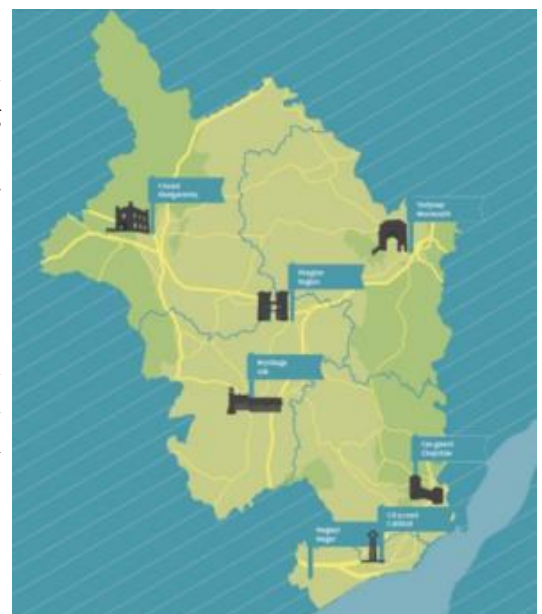 Y Fenni
Abergavenny
Trefynwy
Monmouth
Rhaglan
Raglan
Brynbuga
Usk
Cas-gwent
Chepstow
Cil-y-coed
Caldicot
Magwyr
Magor